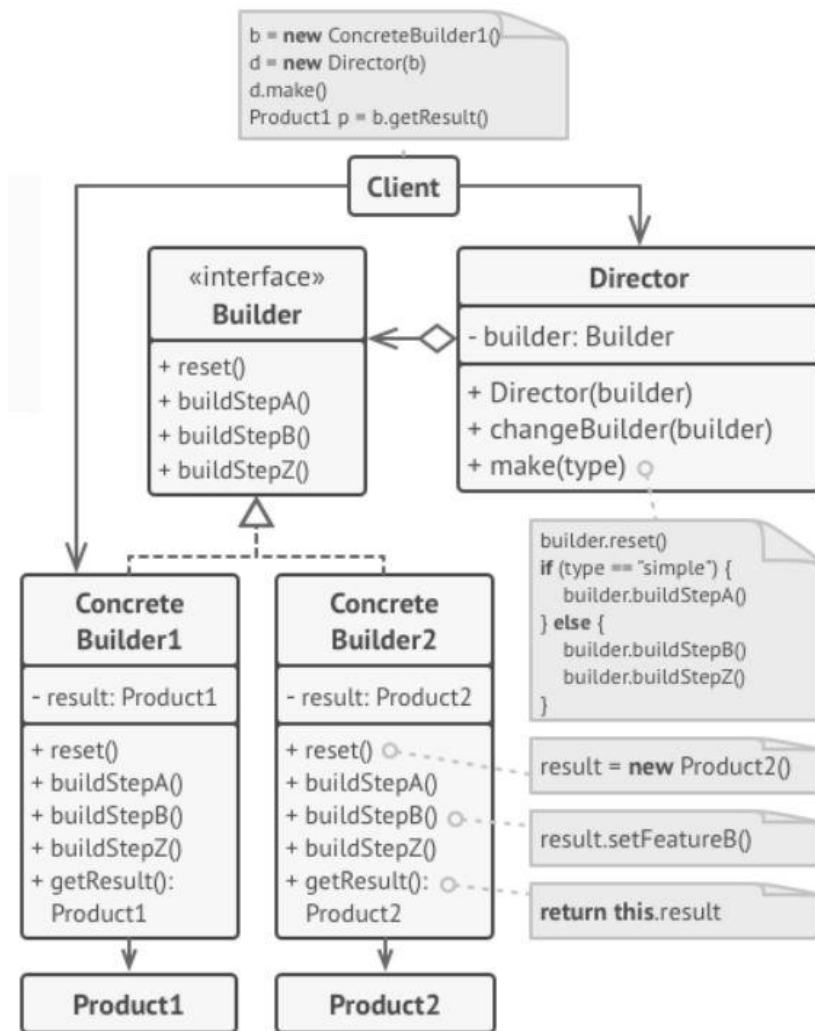 b = new ConcreteBuilder1()
d = new Director(b)
d.make()
Product1 p = b.getResult()
Client
«interface»
Builder
+ reset()
+ buildStepA()
+ buildStepB()
+ buildStepZ()
Director
- builder: Builder
+ Director(builder)
+ changeBuilder(builder)
+ make(type)
builder.reset()
if (type == "simple") {
builder.buildStepA()
} else {
builder.buildStepB()
builder.buildStepZ()
}
Concrete
Builder1
- result: Product1
+ reset()
+ buildStepA()
+ buildStepB()
+ buildStepZ()
+ getResult():
Product1
Concrete
Builder2
- result: Product2
+ reset()
+ buildStepA()
+ buildStepB()
+ buildStepZ()
+ getResult():
Product2
result = new Product2()
result.setFeatureB()
return this.result
Product1
Product2